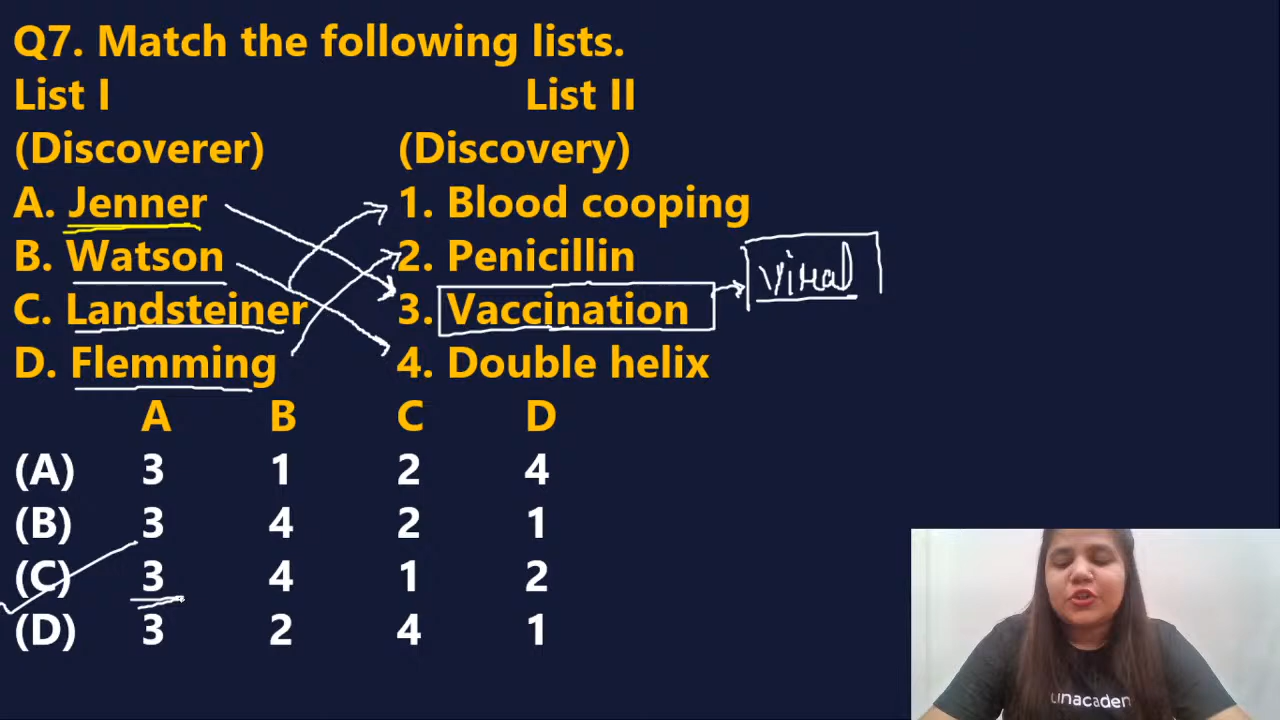 Q7. Match the following lists.
List I List II
(Discoverer) (Discovery)
A. Jenner 1. Blood cooping
B. Watson 2. Penicillin
C. Landsteiner 3. Vaccination
viral
D. Flemming 4. Double helix
A B C D
(A) 3 1 2 4
(B) 3 4 2 1
(C) 3 4 1 2
(D) 3 2 4 1
unacadem